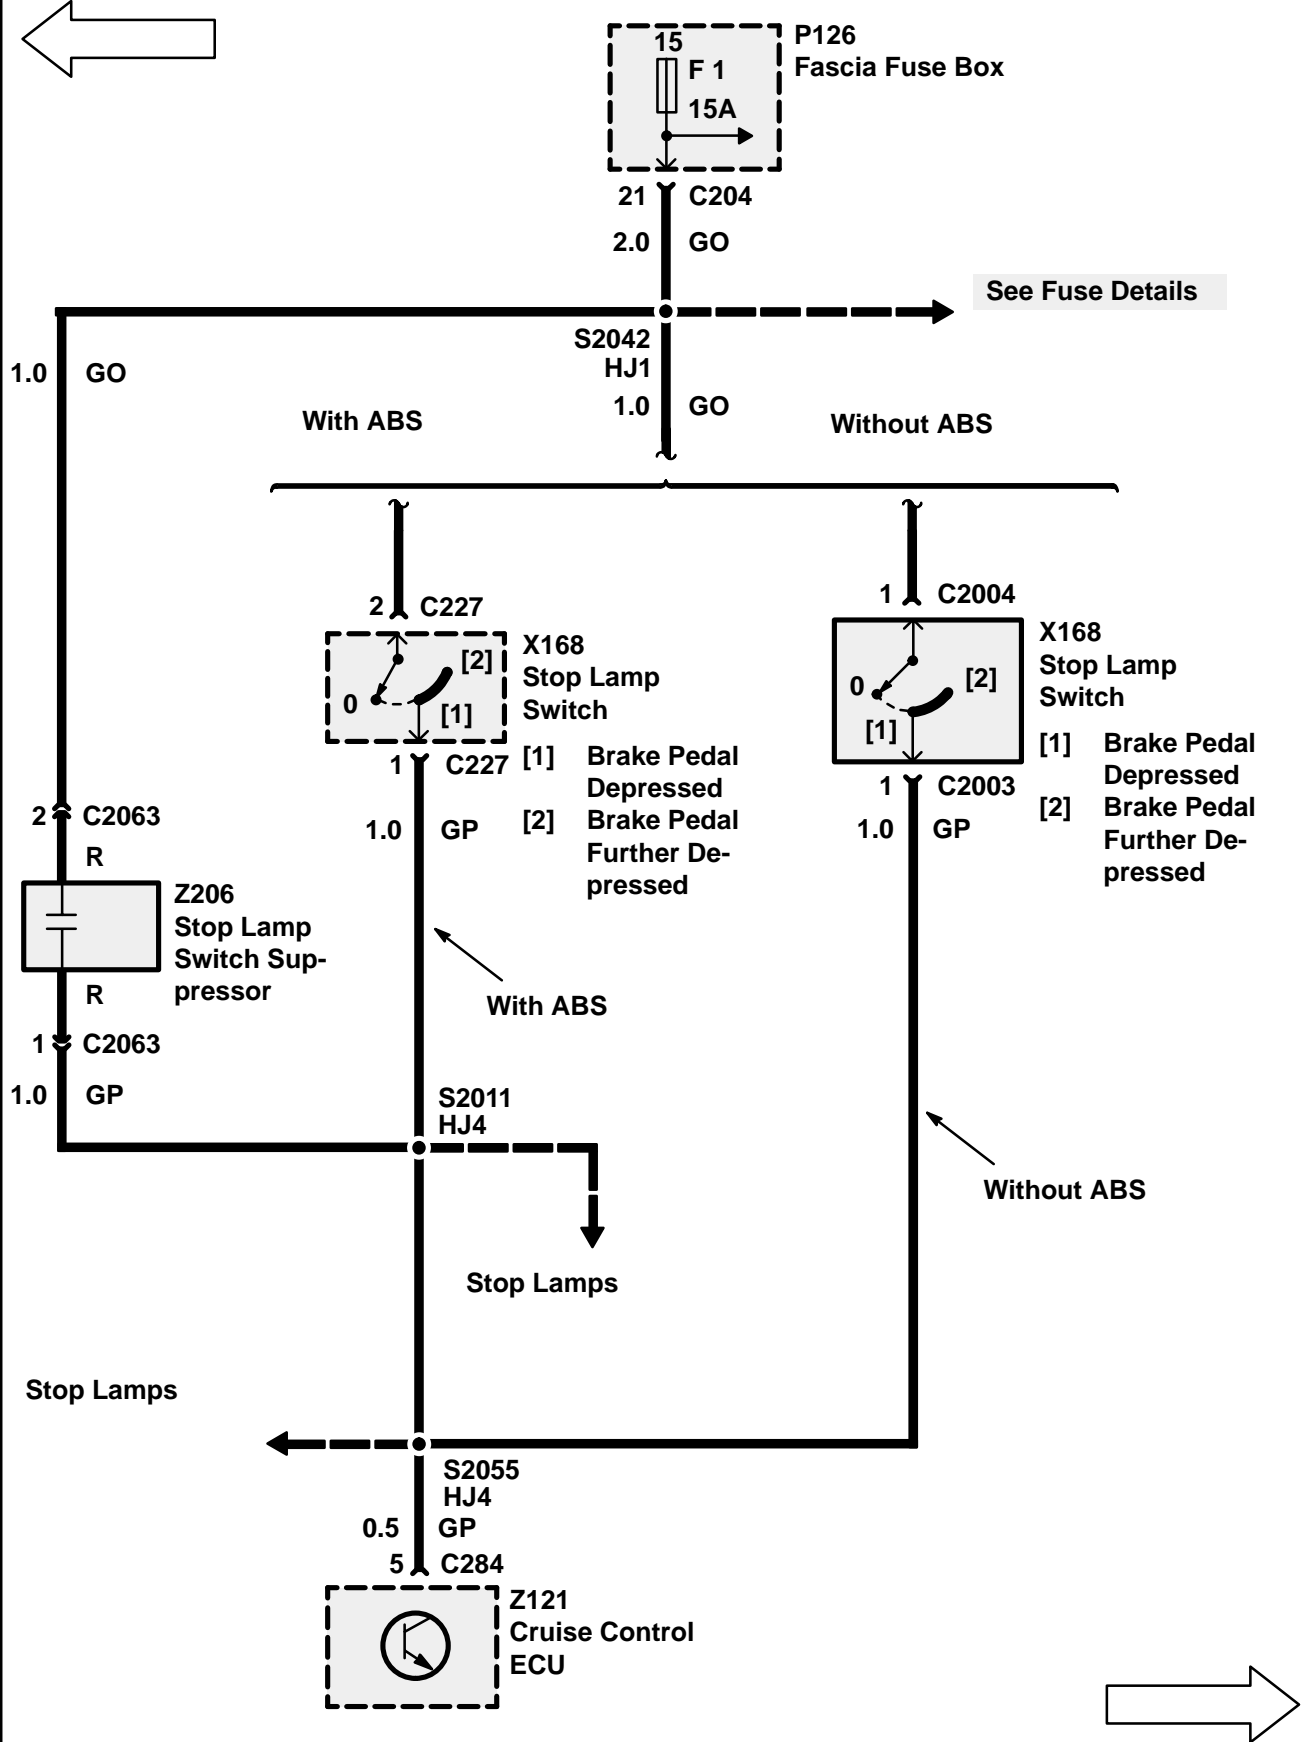 15
F 1
15A
P126
Fascia Fuse Box
21 C204
2.0 GO
See Fuse Details
S2042
HJ1
1.0 GO
1.0 GO
With ABS
Without ABS
2 C227
[2]
0
[1]
X168
Stop Lamp
Switch
1 C227
[1] Brake Pedal
Depressed
[2] Brake Pedal
Further De-
pressed
1.0 GP
1 C2004
0
[2]
[1]
X168
Stop Lamp
Switch
[1] Brake Pedal
Depressed
[2] Brake Pedal
Further De-
pressed
1 C2003
1.0 GP
2 C2063
R
Z206
Stop Lamp
Switch Sup-
pressor
R
1 C2063
1.0 GP
With ABS
S2011
HJ4
Without ABS
Stop Lamps
Stop Lamps
S2055
HJ4
0.5 GP
5 C284
Z121
Cruise Control
ECU